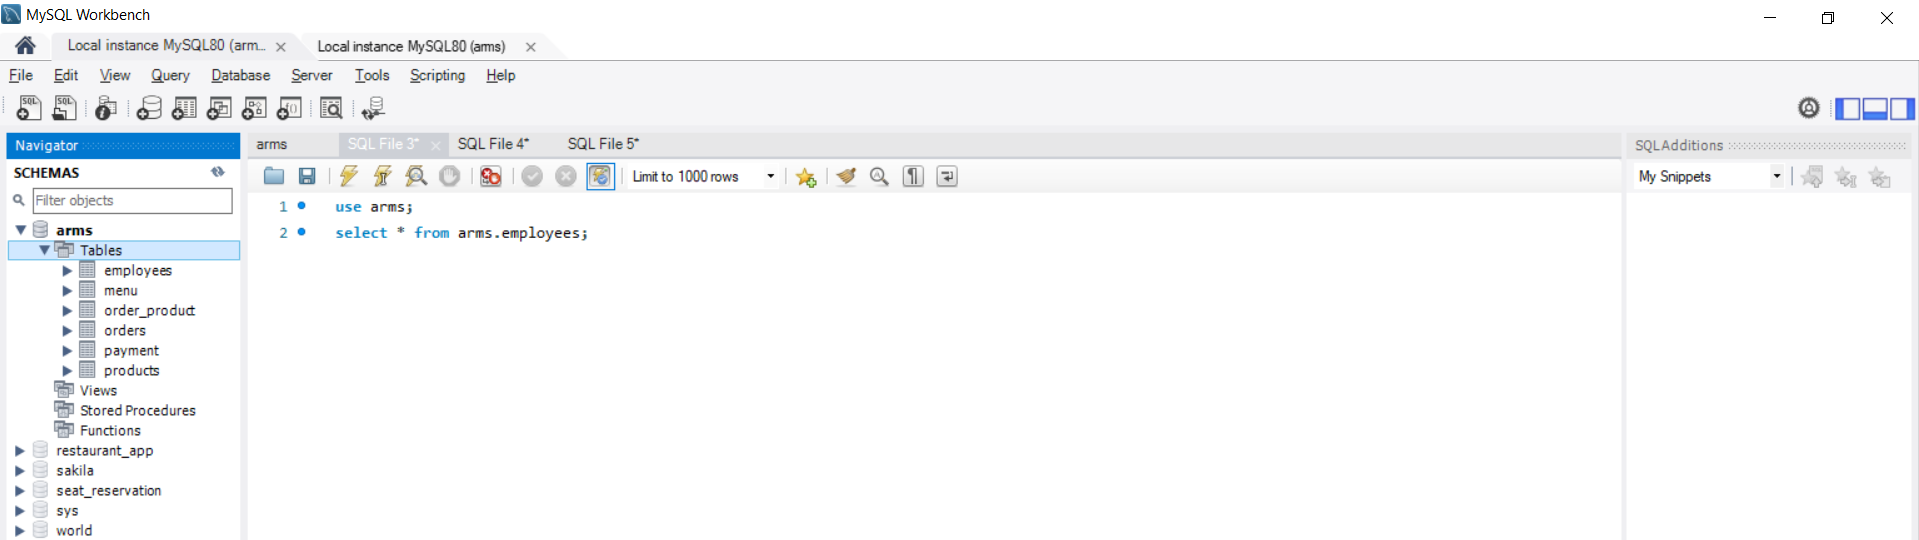 MySQL Workbench
Local instance MySQL80 (arm...
Local instance MySQL80 (arms)
File Edit View Query Database Server Tools Scripting Help
Navigator
SCHEMAS
Filter objects
arms
Tables
employees
menu
order_product
orders
payment
products
Views
Stored Procedures
Functions
restaurant_app
sakila
seat_reservation
sys
world
arms
SQL File 3*
SQL File 4*
SQL File 5*
Limit to 1000 rows
1 use arms;
2 select * from arms.employees;
SQLAdditions
My Snippets